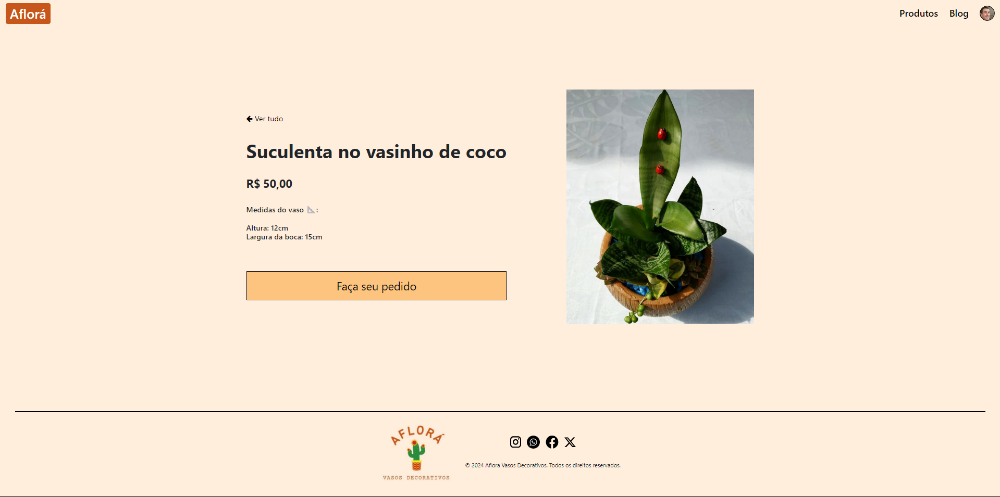 Aflorá
Produtos
Blog
Ver tudo
Suculenta no vasinho de coco
R$ 50,00
Medidas do vaso 📐:
Altura: 12cm
Largura da boca: 15cm
Faça seu pedido
AFLORÁ
VASOS DECORATIVOS
© 2024 Aflora Vasos Decorativos. Todos os direitos reservados.